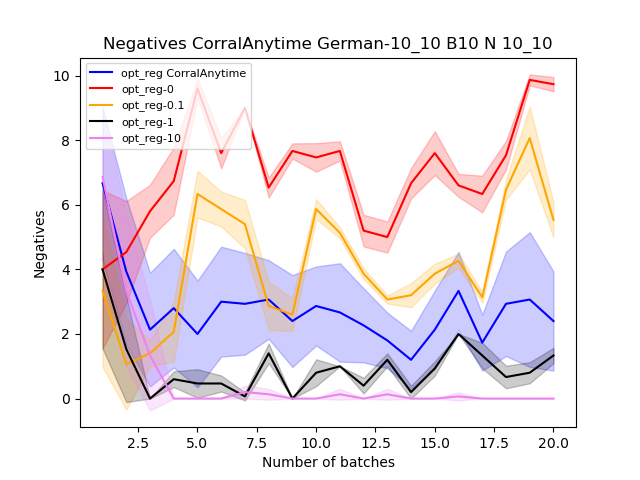 Negatives CorralAnytime German-10_10 B10 N 10_10
opt_reg CorralAnytime
opt_reg-0
opt_reg-0.1
opt_reg-1
opt_reg-10
Negatives
10
8
6
4
2
0
2.5 5.0 7.5 10.0 12.5 15.0 17.5 20.0
Number of batches